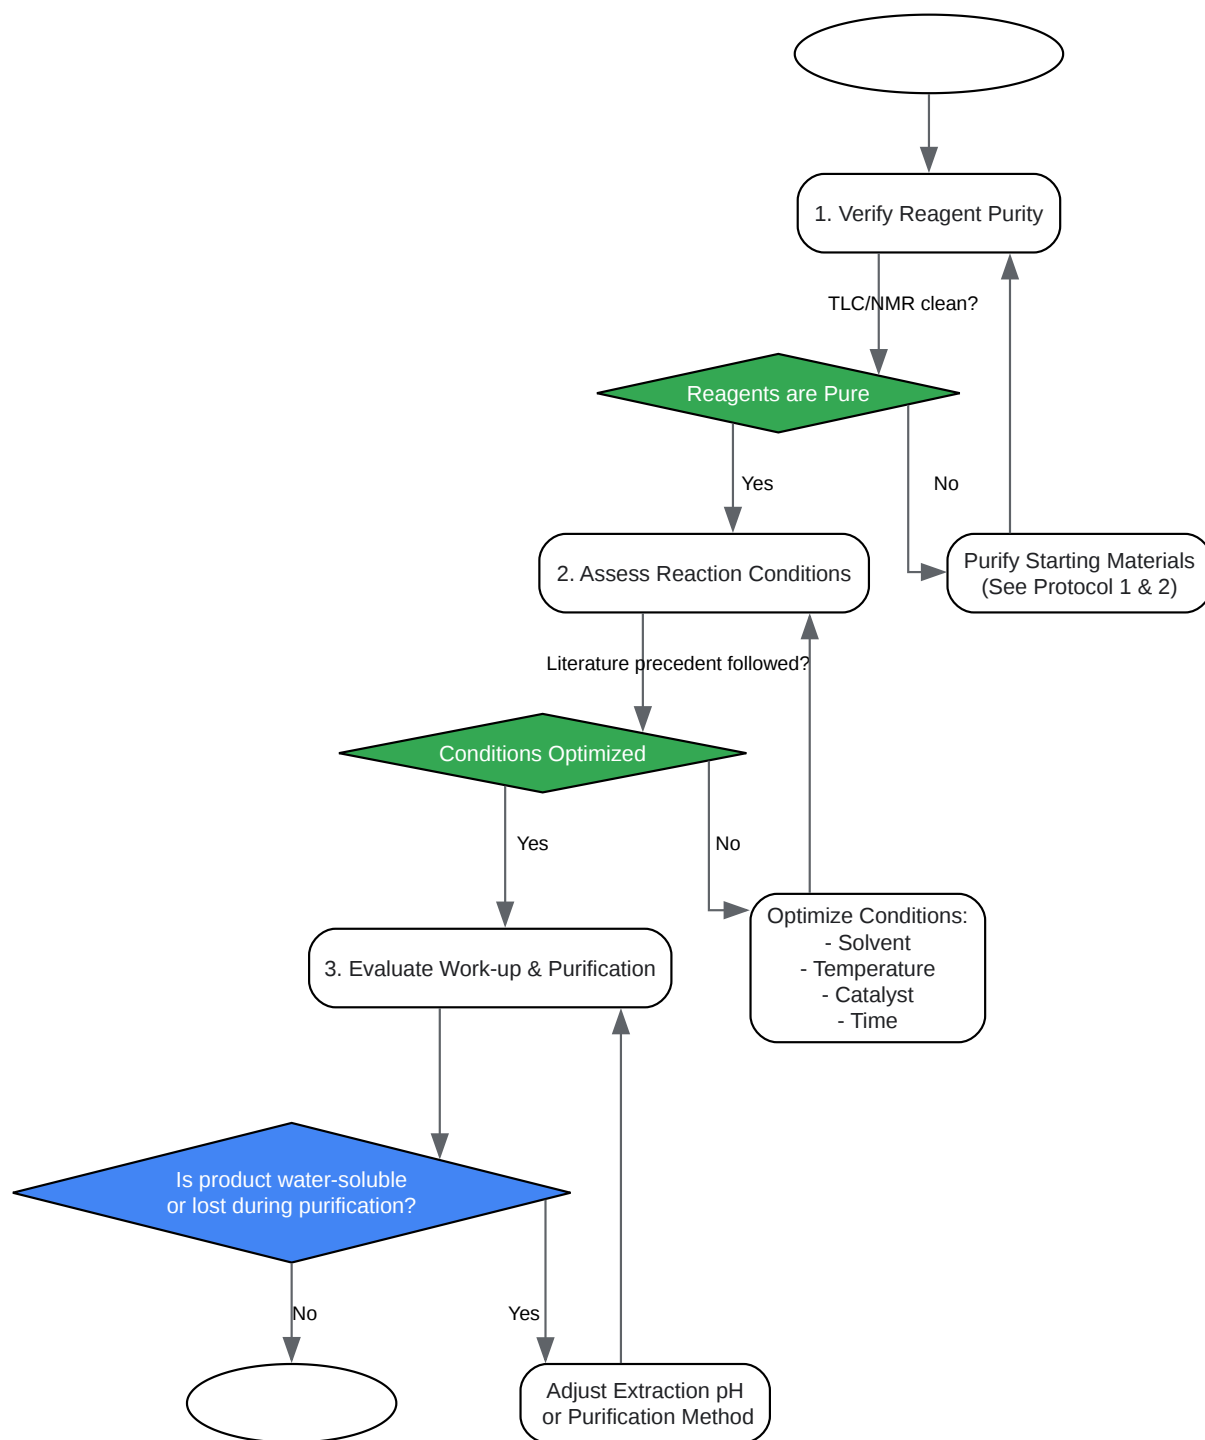 1. Verify Reagent Purity
TLC/NMR clean?
Reagents are Pure
Yes
No
2. Assess Reaction Conditions
Purify Starting Materials
(See Protocol 1 & 2)
Literature precedent followed?
Conditions Optimized
Yes
No
Optimize Conditions:
- Solvent
- Temperature
- Catalyst
- Time
3. Evaluate Work-up & Purification
Is product water-soluble
or lost during purification?
No
Yes
Adjust Extraction pH
or Purification Method